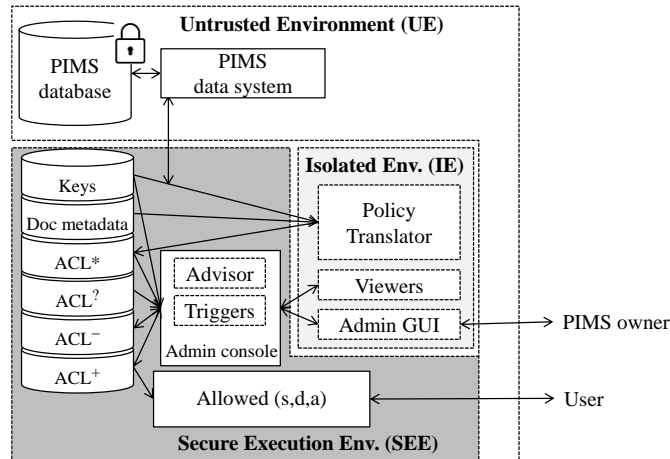 Untrusted Environment (UE)
PIMS
database
PIMS
data system
Isolated Env. (IE)
Keys
Doc metadata
ACL*
ACL?
ACL−
ACL+
Policy
Translator
Advisor
Triggers
Admin console
Viewers
Admin GUI
PIMS owner
Allowed (s,d,a)
User
Secure Execution Env. (SEE)